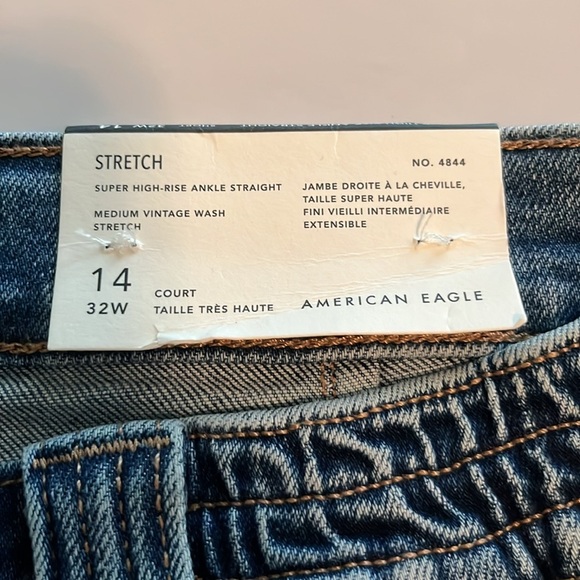 STRETCH
NO. 4844
SUPER HIGH-RISE ANKLE STRAIGHT
MEDIUM VINTAGE WASH
STRETCH
JAMBE DROITE À LA CHEVILLE,
TAILLE SUPER HAUTE
FINI VIEILLI INTERMÉDIAIRE
EXTENSIBLE
14
32W
COURT
TAILLE TRÈS HAUTE
AMERICAN EAGLE